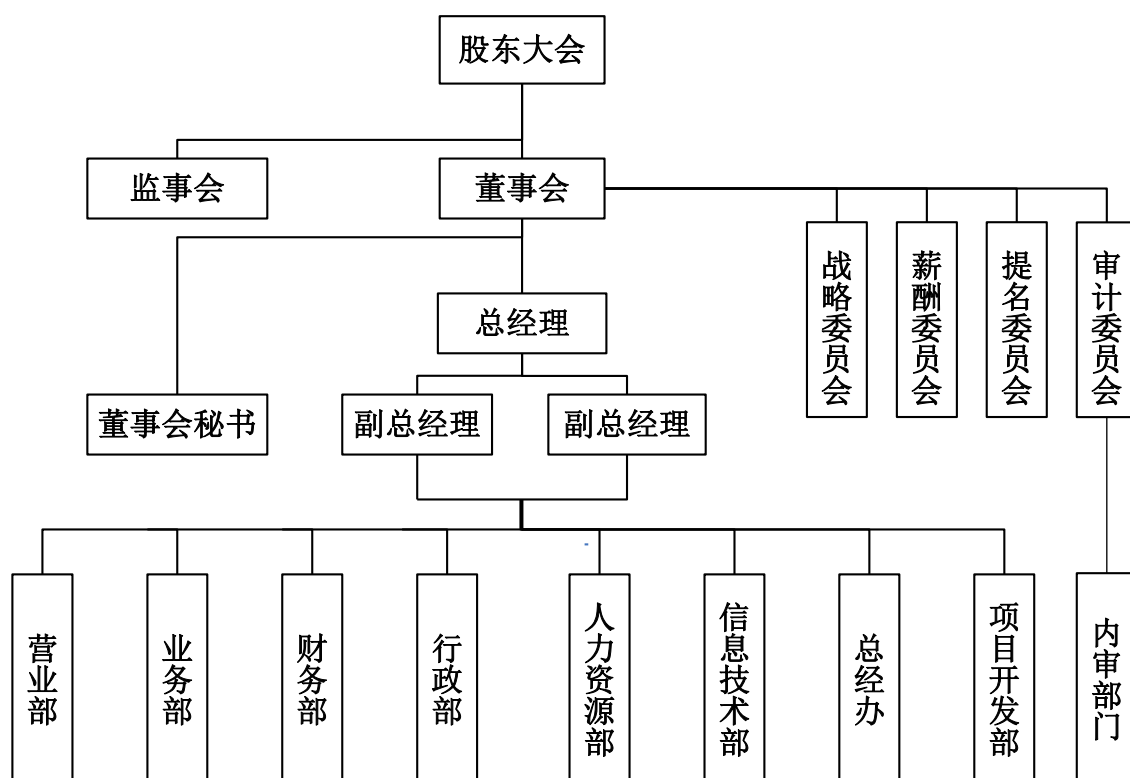 股东大会
监事会
董事会
战略委员会
薪酬委员会
提名委员会
审计委员会
总经理
董事会秘书
副总经理
副总经理
营业部
业务部
财务部
行政部
人力资源部
信息技术部
总经办
项目开发部
内审部门